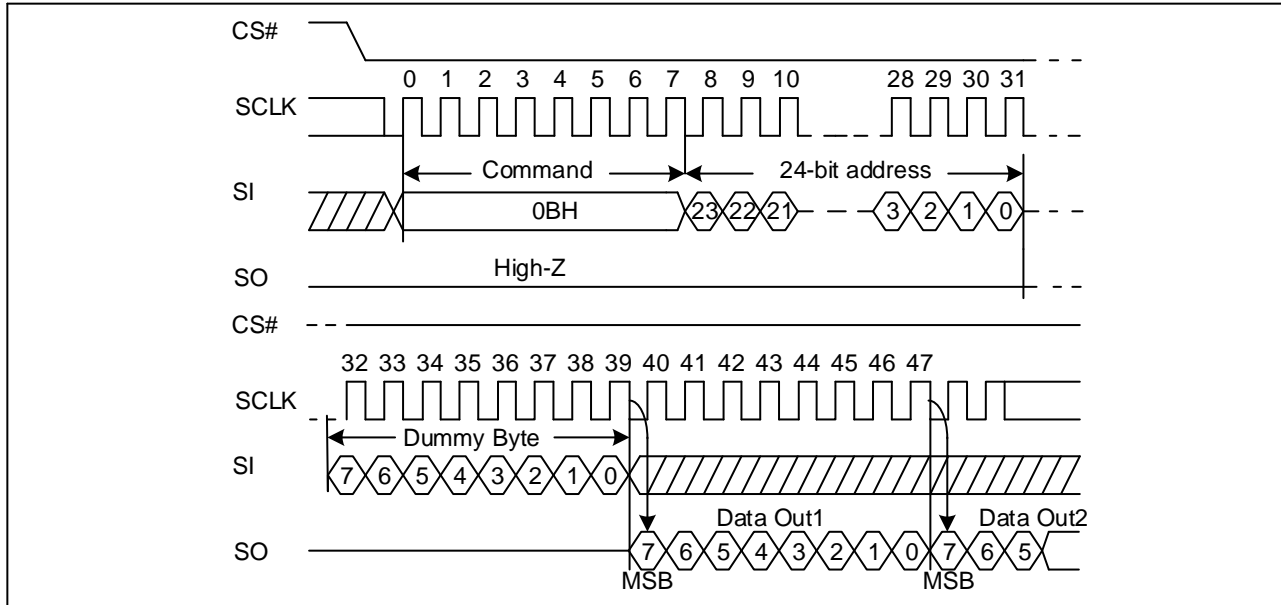 CS#
0 1 2 3 4 5 6 7 8 9 10 28 29 30 31
SCLK
Command 24-bit address
SI
0BH 23 22 21 3 2 1 0
High-Z
SO
CS#
32 33 34 35 36 37 38 39 40 41 42 43 44 45 46 47
SCLK
Dummy Byte
SI
7 6 5 4 3 2 1 0
Data Out1 Data Out2
SO
7 6 5 4 3 2 1 0 7 6 5
MSB MSB